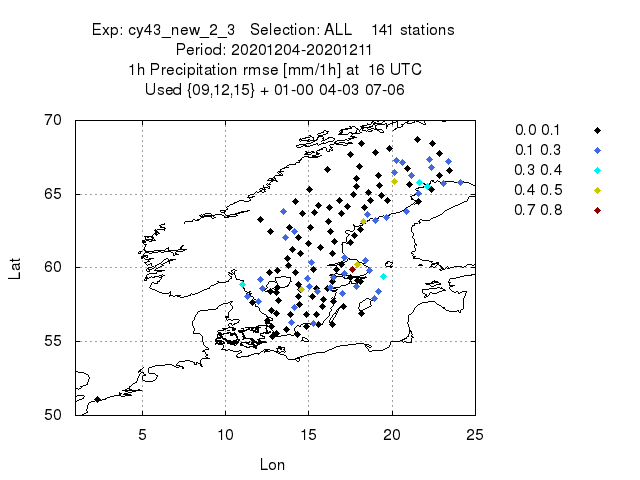 Exp: cy43_new_2_3 Selection: ALL 141 stations
Period: 20201204-20201211
1h Precipitation rmse [mm/1h] at 16 UTC
Used {09,12,15} + 01-00 04-03 07-06
70
65
60
55
50
Lat
5
10
15
20
25
Lon
0.0 0.1
0.1 0.3
0.3 0.4
0.4 0.5
0.7 0.8